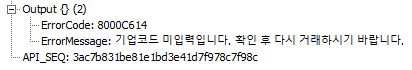 Output {} (2)
ErrorCode: 8000C614
ErrorMessage: 기업코드 미입력입니다. 확인 후 다시 거래하시기 바랍니다.
API_SEQ: 3ac7b831be81e1bd3e41d7f978c7f98c